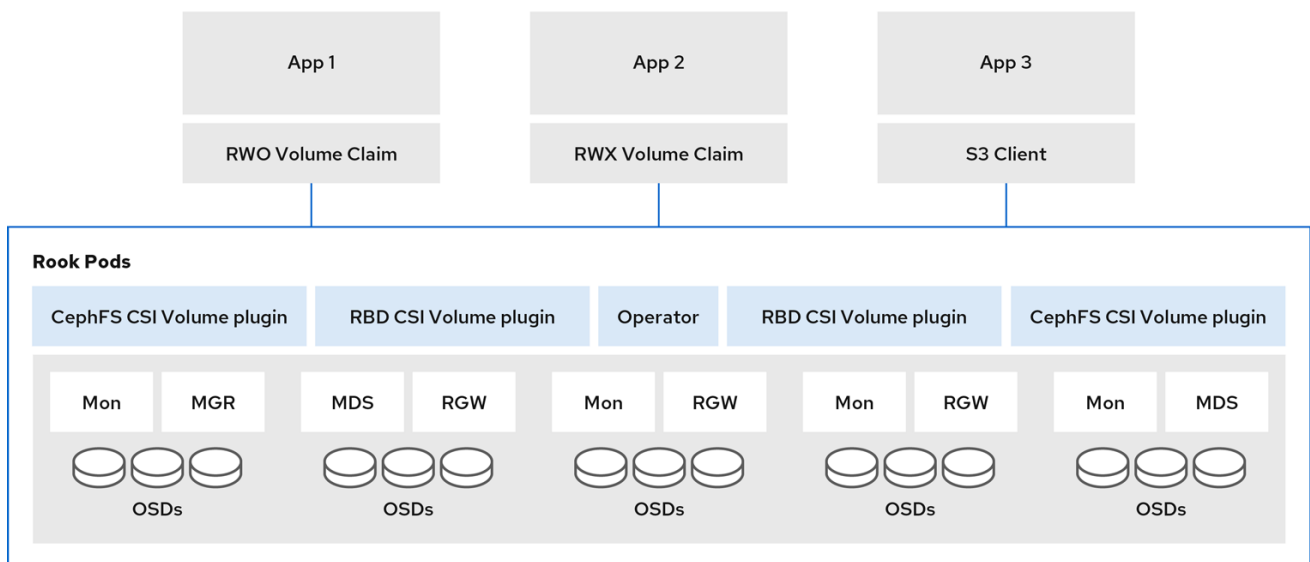 App 1
App 2
App 3
RWO Volume Claim
RWX Volume Claim
S3 Client
Rook Pods
CephFS CSI Volume plugin
RBD CSI Volume plugin
Operator
RBD CSI Volume plugin
CephFS CSI Volume plugin
Mon
MGR
MDS
RGW
Mon
RGW
Mon
RGW
Mon
MDS
OSDs
OSDs
OSDs
OSDs
OSDs